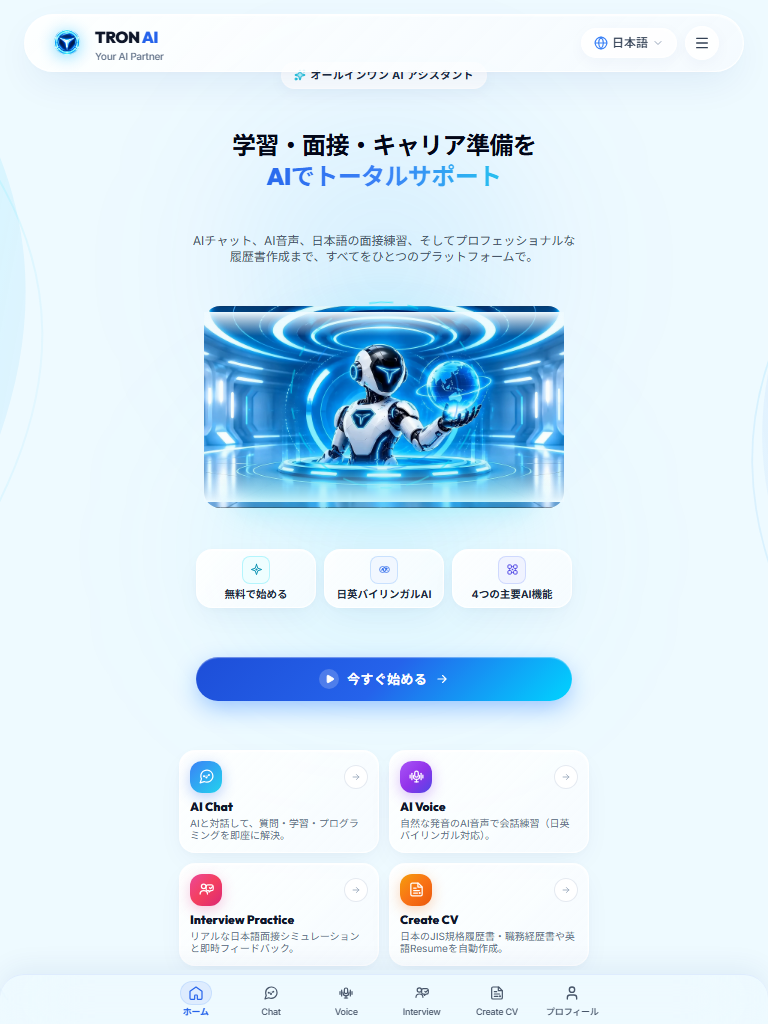 TRON AI
Your AI Partner
日本語
オールインワン AI アシスタント
学習・面接・キャリア準備を
AIでトータルサポート
AIチャット、AI音声、日本語の面接練習、そしてプロフェッショナルな
履歴書作成まで、すべてをひとつのプラットフォームで。
無料で始める
日英バイリンガルAI
4つの主要AI機能
今すぐ始める
AI Chat
AIと対話して、質問・学習・プログラ
ミングを即座に解決。
AI Voice
自然な発音のAI音声で会話練習（日英
バイリンガル対応）。
Interview Practice
リアルな日本語面接シミュレーション
と即時フィードバック。
Create CV
日本のJIS規格履歴書・職務経歴書や英
語Resumeを自動作成。
ホーム
Chat
Voice
Interview
Create CV
プロフィール